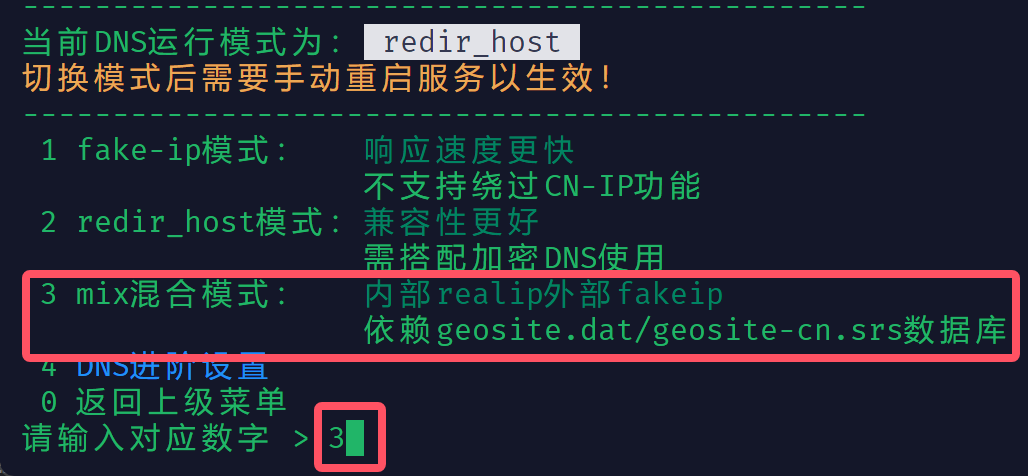 -----------------------------------------------
当前DNS运行模式为： redir_host
切换模式后需要手动重启服务以生效！
-----------------------------------------------
1 fake-ip模式： 响应速度更快
不支持绕过CN-IP功能
2 redir_host模式：兼容性更好
需搭配加密DNS使用
3 mix混合模式： 内部realip外部fakeip
依赖geosite.dat/geosite-cn.srs数据库
4 DNS进阶设置
0 返回上级菜单
请输入对应数字 > 3